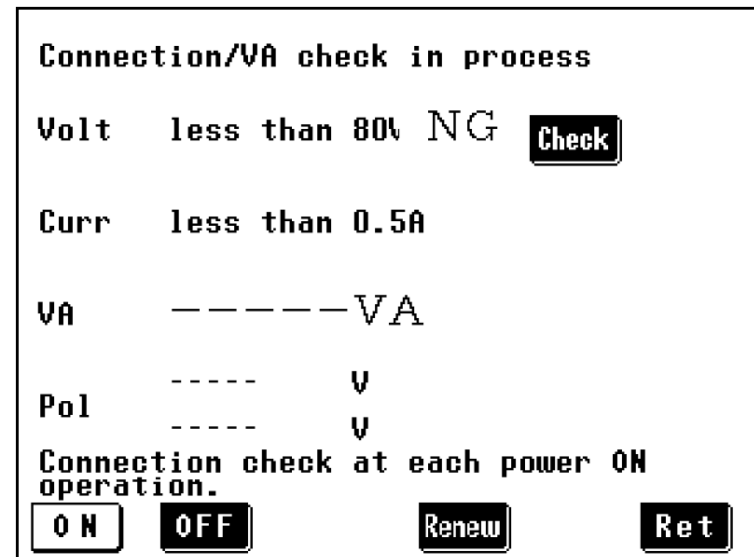 Connection/VA check in process
Volt less than 80V NG Check
Curr less than 0.5A
VA -----VA
----- V
Pol
----- V
Connection check at each power ON
operation.
ON OFF Renew Ret